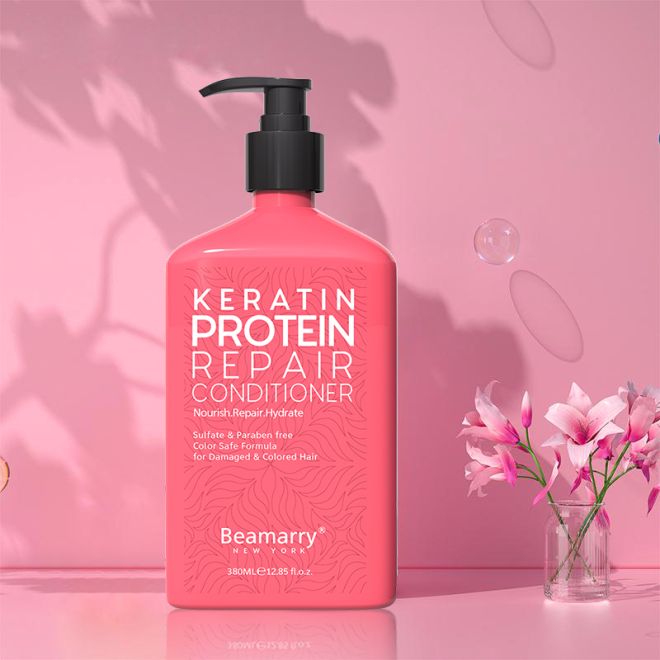 KERATIN
PROTEIN
REPAIR
CONDITIONER
Nourish.Repair.Hydrate
Sulfate & Paraben free
Color Safe Formula
for Damaged & Colored Hair
Beamarry®
NEW YORK
380ML℮12.85 fl.o.z.